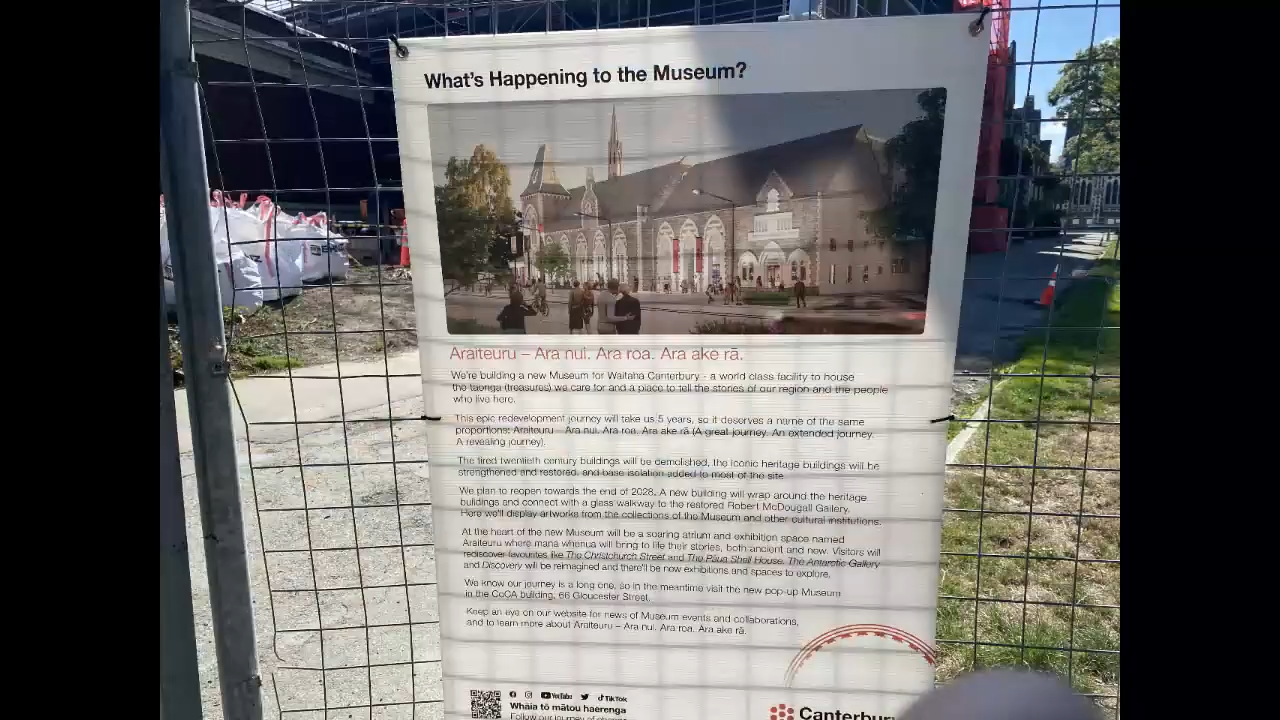 What's Happening to the Museum?
Araiteuru – Ara nui. Ara roa. Ara ake rā.
We're building a new Museum for Waitaha Canterbury - a world class facility to house
the taonga (treasures) we care for and a place to tell the stories of our region and the people
who live here.
This epic redevelopment journey will take us 5 years, so it deserves a name of the same
proportions: Araiteuru – Ara nui. Ara roa. Ara ake rā (A great journey. An extended journey.
A revealing journey).
The tired twentieth century buildings will be demolished, the iconic heritage buildings will be
strengthened and restored, and base isolation added to most of the site.
We plan to reopen towards the end of 2028. A new building will wrap around the heritage
buildings and connect with a glass walkway to the restored Robert McDougall Gallery.
Here we'll display artworks from the collections of the Museum and other cultural institutions.
At the heart of the new Museum will be a soaring atrium and exhibition space named
Araiteuru where mana whenua will bring to life their stories, both ancient and new. Visitors will
rediscover favourites like The Christchurch Street and The Pāua Shell House. The Antarctic Gallery
and Discovery will be reimagined and there'll be new exhibitions and spaces to explore.
We know our journey is a long one, so in the meantime visit the new pop-up Museum
in the CoCA building, 66 Gloucester Street.
Keep an eye on our website for news of Museum events and collaborations,
and to learn more about Araiteuru – Ara nui. Ara roa. Ara ake rā.
YouTube TikTok
Whāia tō mātou haerenga
Follow our journey of
Canterbury